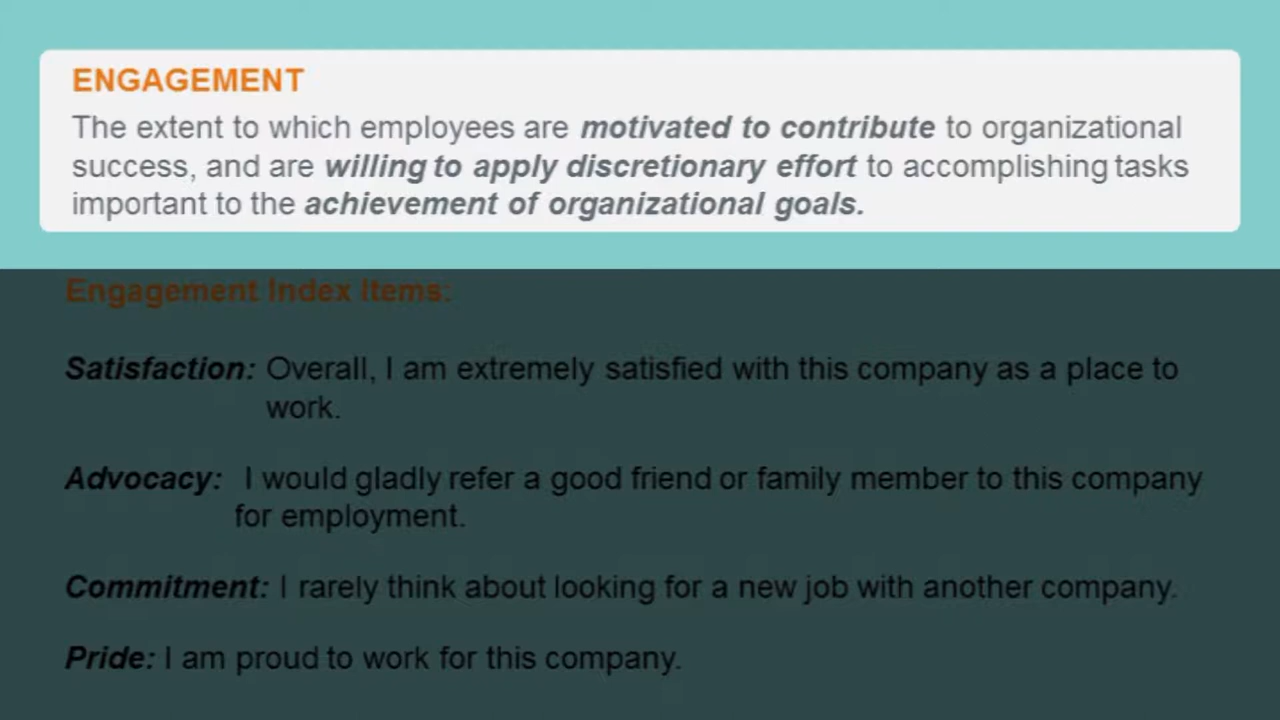 ENGAGEMENT
The extent to which employees are motivated to contribute to organizational
success, and are willing to apply discretionary effort to accomplishing tasks
important to the achievement of organizational goals.
Engagement Index Items:
Satisfaction: Overall, I am extremely satisfied with this company as a place to
work.
Advocacy: I would gladly refer a good friend or family member to this company
for employment.
Commitment: I rarely think about looking for a new job with another company.
Pride: I am proud to work for this company.